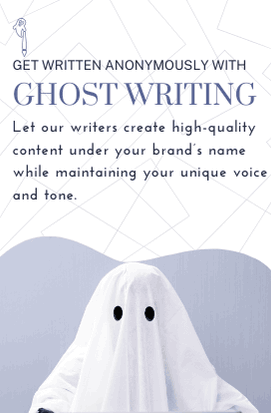 GET WRITTEN ANONYMOUSLY WITH
GHOST WRITING
Let our writers create high-quality
content under your brand's name
while maintaining your unique voice
and tone.